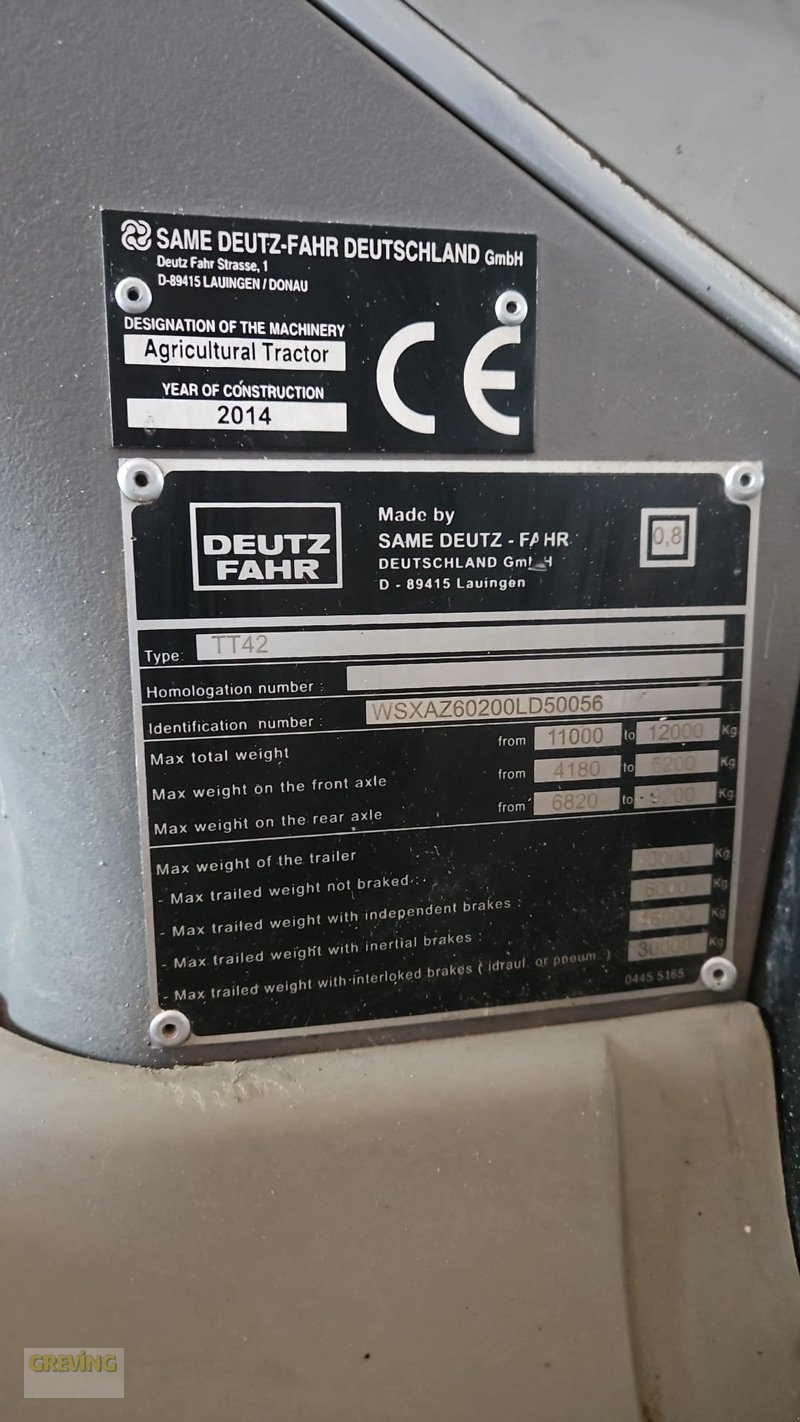 SAME DEUTZ-FAHR DEUTSCHLAND GmbH
Deutz Fahr Strasse, 1
D-89415 LAUINGEN / DONAU
DESIGNATION OF THE MACHINERY
Agricultural Tractor
YEAR OF CONSTRUCTION
2014
CE
DEUTZ
FAHR
Made by
SAME DEUTZ - FAHR
DEUTSCHLAND GmbH
D - 89415 Lauingen
0,8
Type: TT42
Homologation number :
Identification number : WSXAZ60200LD50056
Max total weight from 11000 to 12000 Kg
Max weight on the front axle from 4180 to 5200 Kg
Max weight on the rear axle from 6820 to Kg
Max weight of the trailer
- Max trailed weight not braked : Kg
- Max trailed weight with independent brakes : 6000 Kg
- Max trailed weight with inertial brakes : Kg
- Max trailed weight with interloked brakes ( idraul. or pneum. ) Kg
0445 5165
GREVING